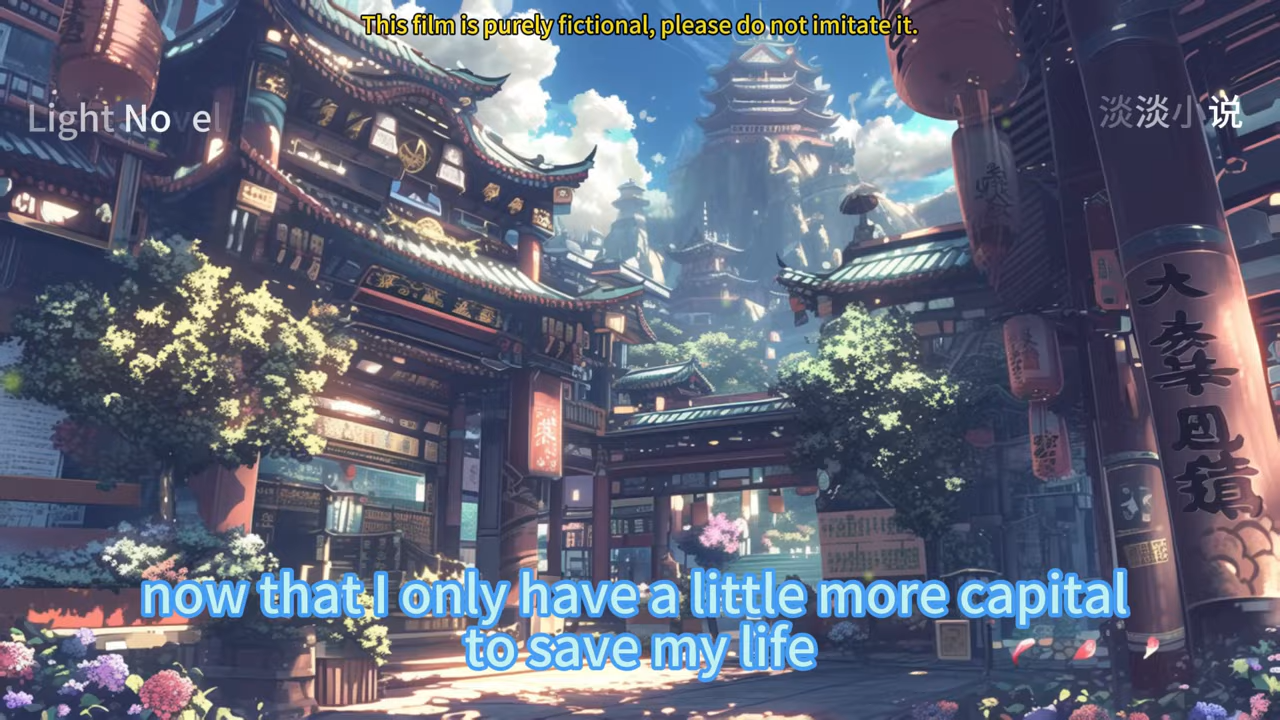 This film is purely fictional, please do not imitate it.
Light Novel
淡淡小说
now that I only have a little more capital
to save my life